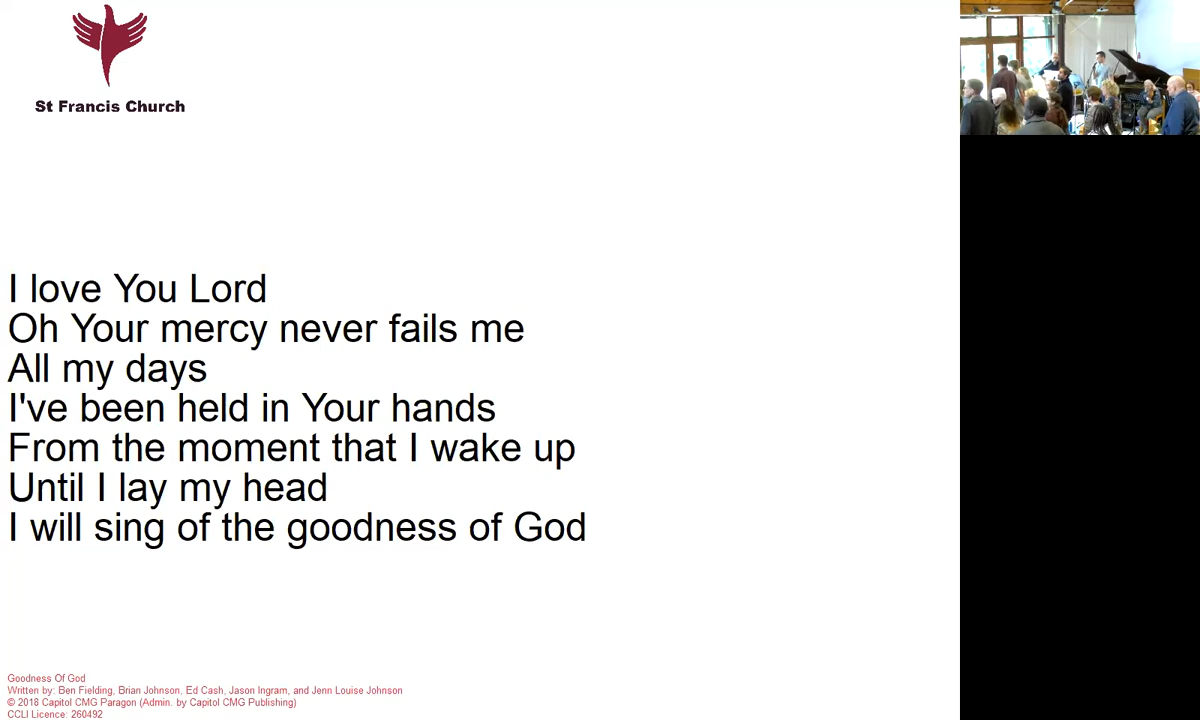 St Francis Church
I love You Lord
Oh Your mercy never fails me
All my days
I've been held in Your hands
From the moment that I wake up
Until I lay my head
I will sing of the goodness of God
Goodness Of God
Written by: Ben Fielding, Brian Johnson, Ed Cash, Jason Ingram, and Jenn Louise Johnson
© 2018 Capitol CMG Paragon (Admin. by Capitol CMG Publishing)
CCLI Licence: 260492